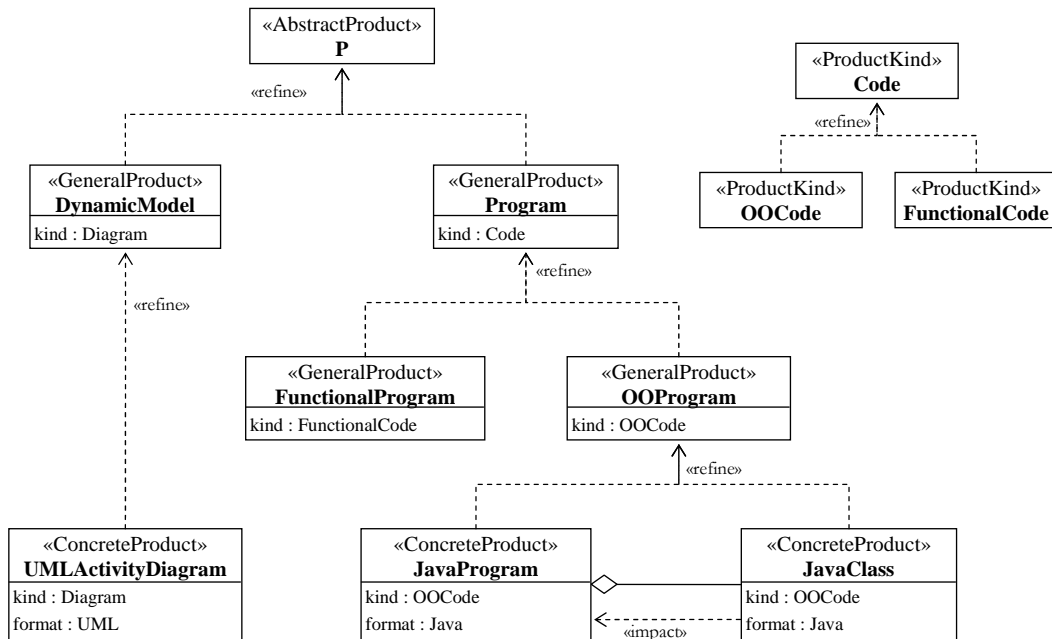 «AbstractProduct»
P
«refine»
«ProductKind»
Code
«refine»
«GeneralProduct»
DynamicModel
kind : Diagram
«GeneralProduct»
Program
kind : Code
«ProductKind»
OOCode
«ProductKind»
FunctionalCode
«refine»
«refine»
«GeneralProduct»
FunctionalProgram
kind : FunctionalCode
«GeneralProduct»
OOProgram
kind : OOCode
«refine»
«ConcreteProduct»
UMLActivityDiagram
kind : Diagram
format : UML
«ConcreteProduct»
JavaProgram
kind : OOCode
format : Java
«impact»
«ConcreteProduct»
JavaClass
kind : OOCode
format : Java